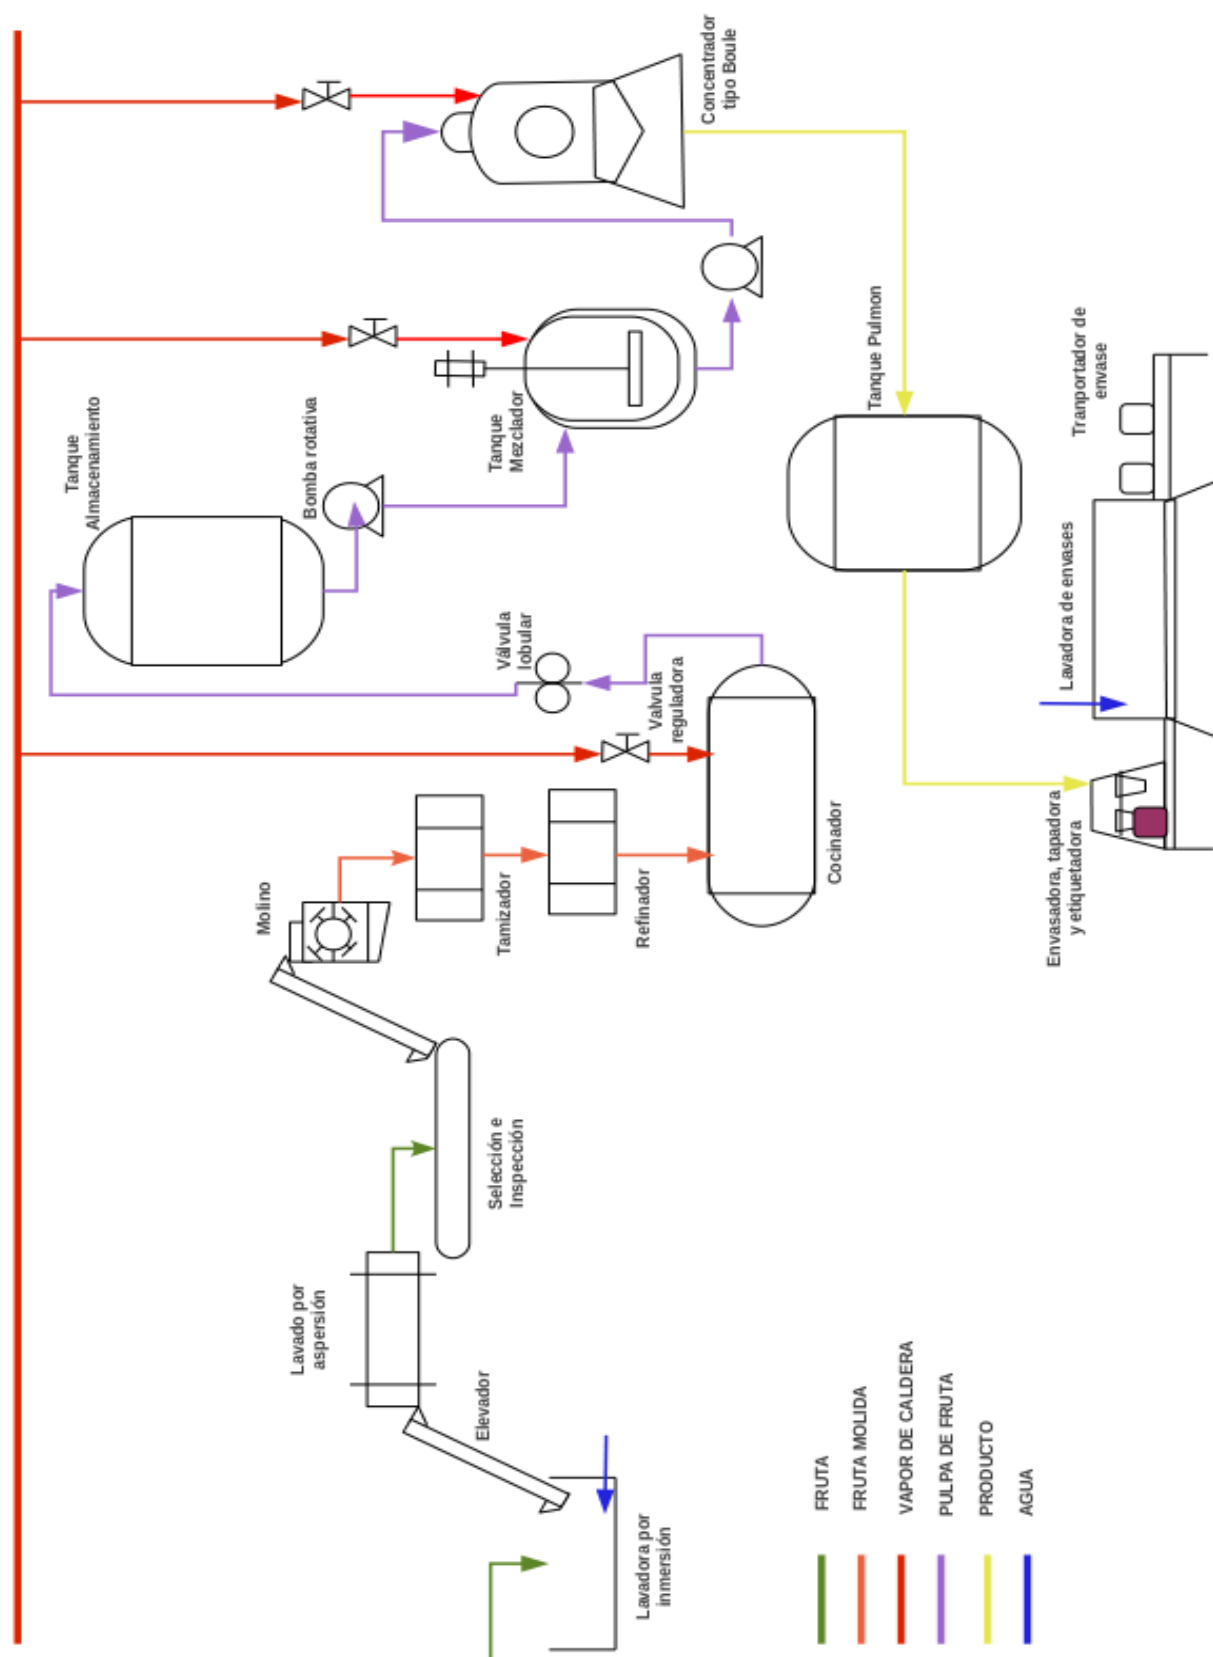 Lavadora por
inmersión
Elevador
Lavado por
aspersión
Selección e
Inspección
Molino
Tamizador
Refinador
Cocinador
Valvula
reguladora
Válvula
lobular
Tanque
Almacenamiento
Bomba rotativa
Tanque
Mezclador
Concentrador
tipo Boule
Tanque Pulmon
Tranportador de
envase
Lavadora de envases
Envasadora, tapadora
y etiquetadora
FRUTA
FRUTA MOLIDA
VAPOR DE CALDERA
PULPA DE FRUTA
PRODUCTO
AGUA